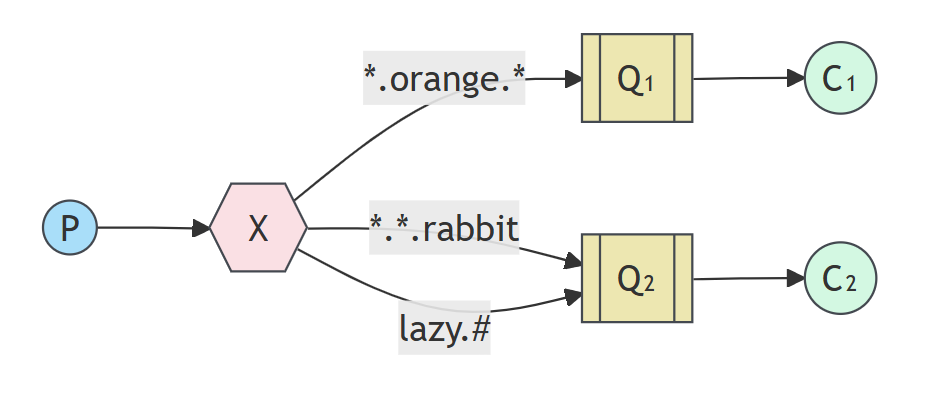 *.orange.*
Q₁
C₁
P
X
*.*.rabbit
lazy.#
Q₂
C₂